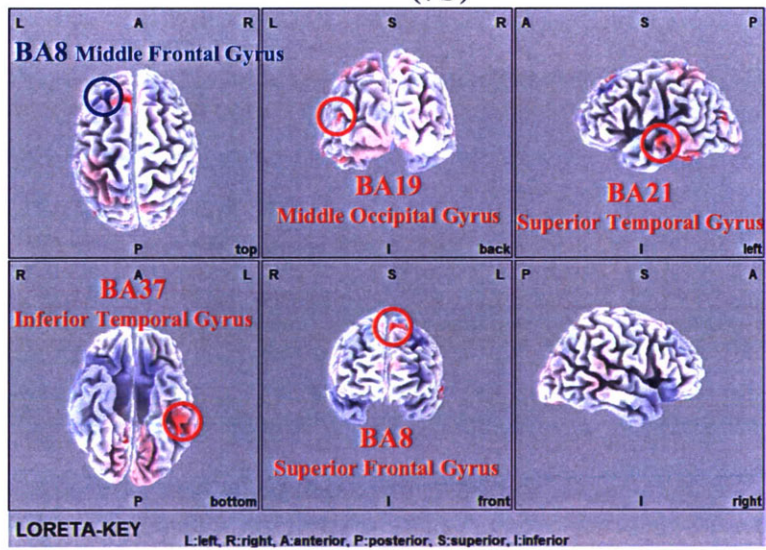 L A R
BA8 Middle Frontal Gyrus
P top
L S R
BA19
Middle Occipital Gyrus
I back
A S P
BA21
Superior Temporal Gyrus
I left
R A L
BA37
Inferior Temporal Gyrus
P bottom
R S L
BA8
Superior Frontal Gyrus
I front
P S A
I right
LORETA-KEY
L:left, R:right, A:anterior, P:posterior, S:superior, I:inferior